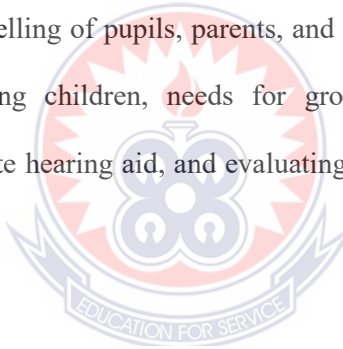 elling of pupils, parents, and
ng children, needs for gro
te hearing aid, and evaluating
EDUCATION FOR SERVICE